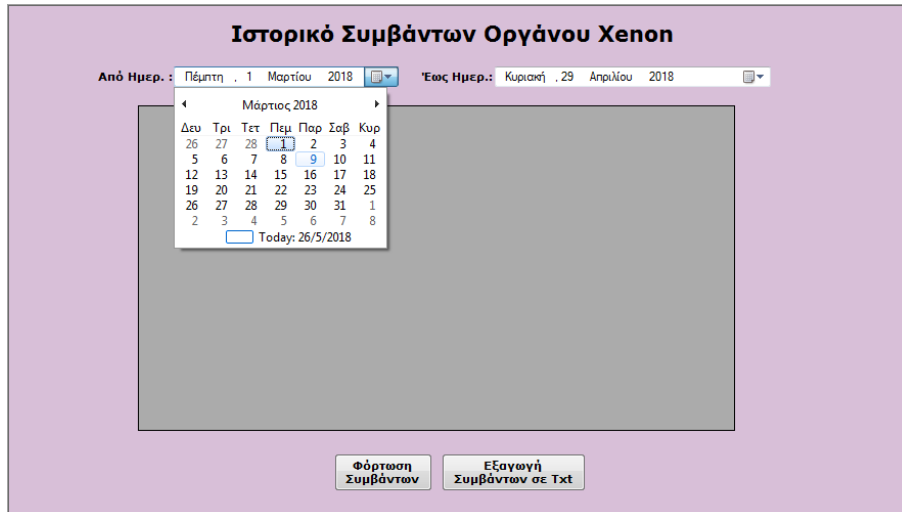 Ιστορικό Συμβάντων Οργάνου Xenon
Από Ημερ. : Πέμπτη , 1 Μαρτίου 2018 Έως Ημερ.: Κυριακή , 29 Απριλίου 2018
Μάρτιος 2018
Δευ Τρι Τετ Πεμ Παρ Σαβ Κυρ
26 27 28 1 2 3 4
5 6 7 8 9 10 11
12 13 14 15 16 17 18
19 20 21 22 23 24 25
26 27 28 29 30 31 1
2 3 4 5 6 7 8
Today: 26/5/2018
Φόρτωση
Συμβάντων
Εξαγωγή
Συμβάντων σε Txt